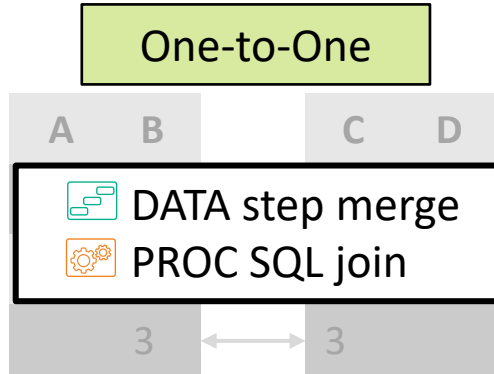 One-to-One
A B C D
DATA step merge
PROC SQL join
3 3